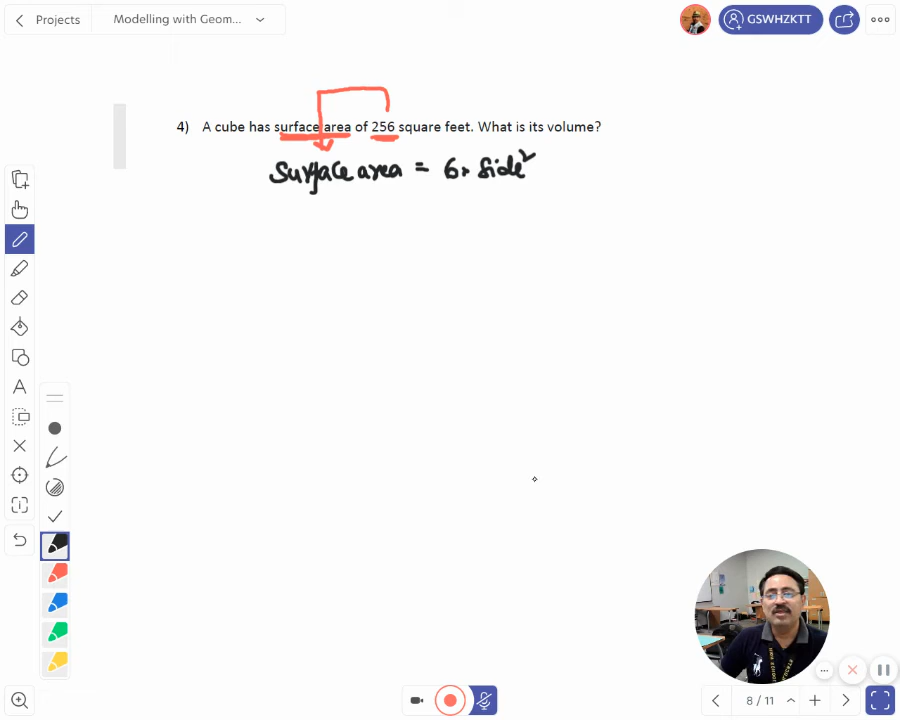 Projects
Modelling with Geom...
GSWHZKTT
4) A cube has surface area of 256 square feet. What is its volume?
Surface area = 6 × Side²
A
8 / 11